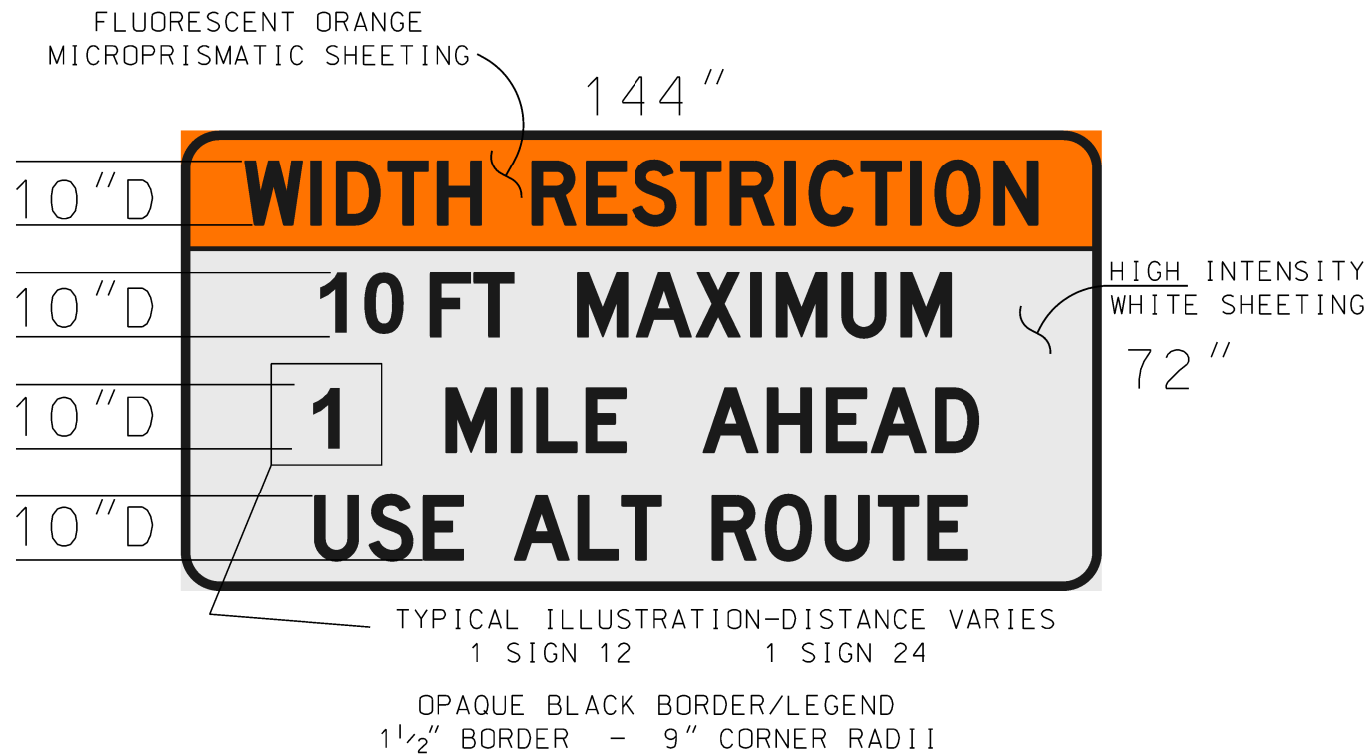 FLUORESCENT ORANGE
MICROPRISMATIC SHEETING
144"
10"D
WIDTH RESTRICTION
10"D
10 FT MAXIMUM
HIGH INTENSITY
WHITE SHEETING
72"
10"D
1 MILE AHEAD
10"D
USE ALT ROUTE
TYPICAL ILLUSTRATION-DISTANCE VARIES
1 SIGN 12 1 SIGN 24
OPAQUE BLACK BORDER/LEGEND
1 1/2" BORDER - 9" CORNER RADII